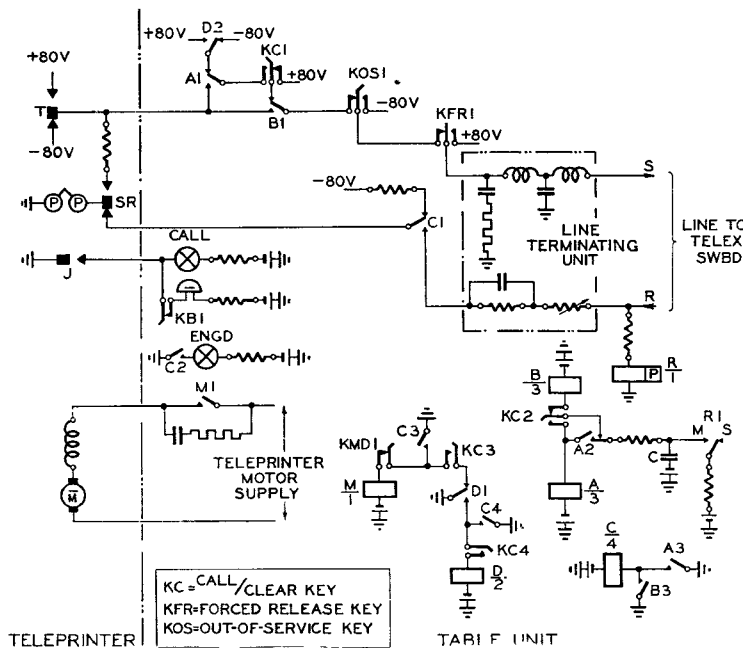 D2
+80V -80V
+80V
KC1
A1 +80V
KOS1
T B1 -80V
KFR1
-80V +80V
S
-80V
P P SR
C1
LINE
TERMINATING
UNIT
LINE TO
TELEX
SWBD
CALL
J
KB1
R
ENGD
C2
B/3
P R/1
M1
KC2
R1
M S
C3
A2
C
KMD1 KC3
TELEPRINTER
MOTOR
SUPPLY
M/1
D1
A/3
M
C4
C/4
KC4
A3
D/2
B3
KC=CALL/CLEAR KEY
KFR=FORCED RELEASE KEY
KOS=OUT-OF-SERVICE KEY
TELEPRINTER TABLE UNIT